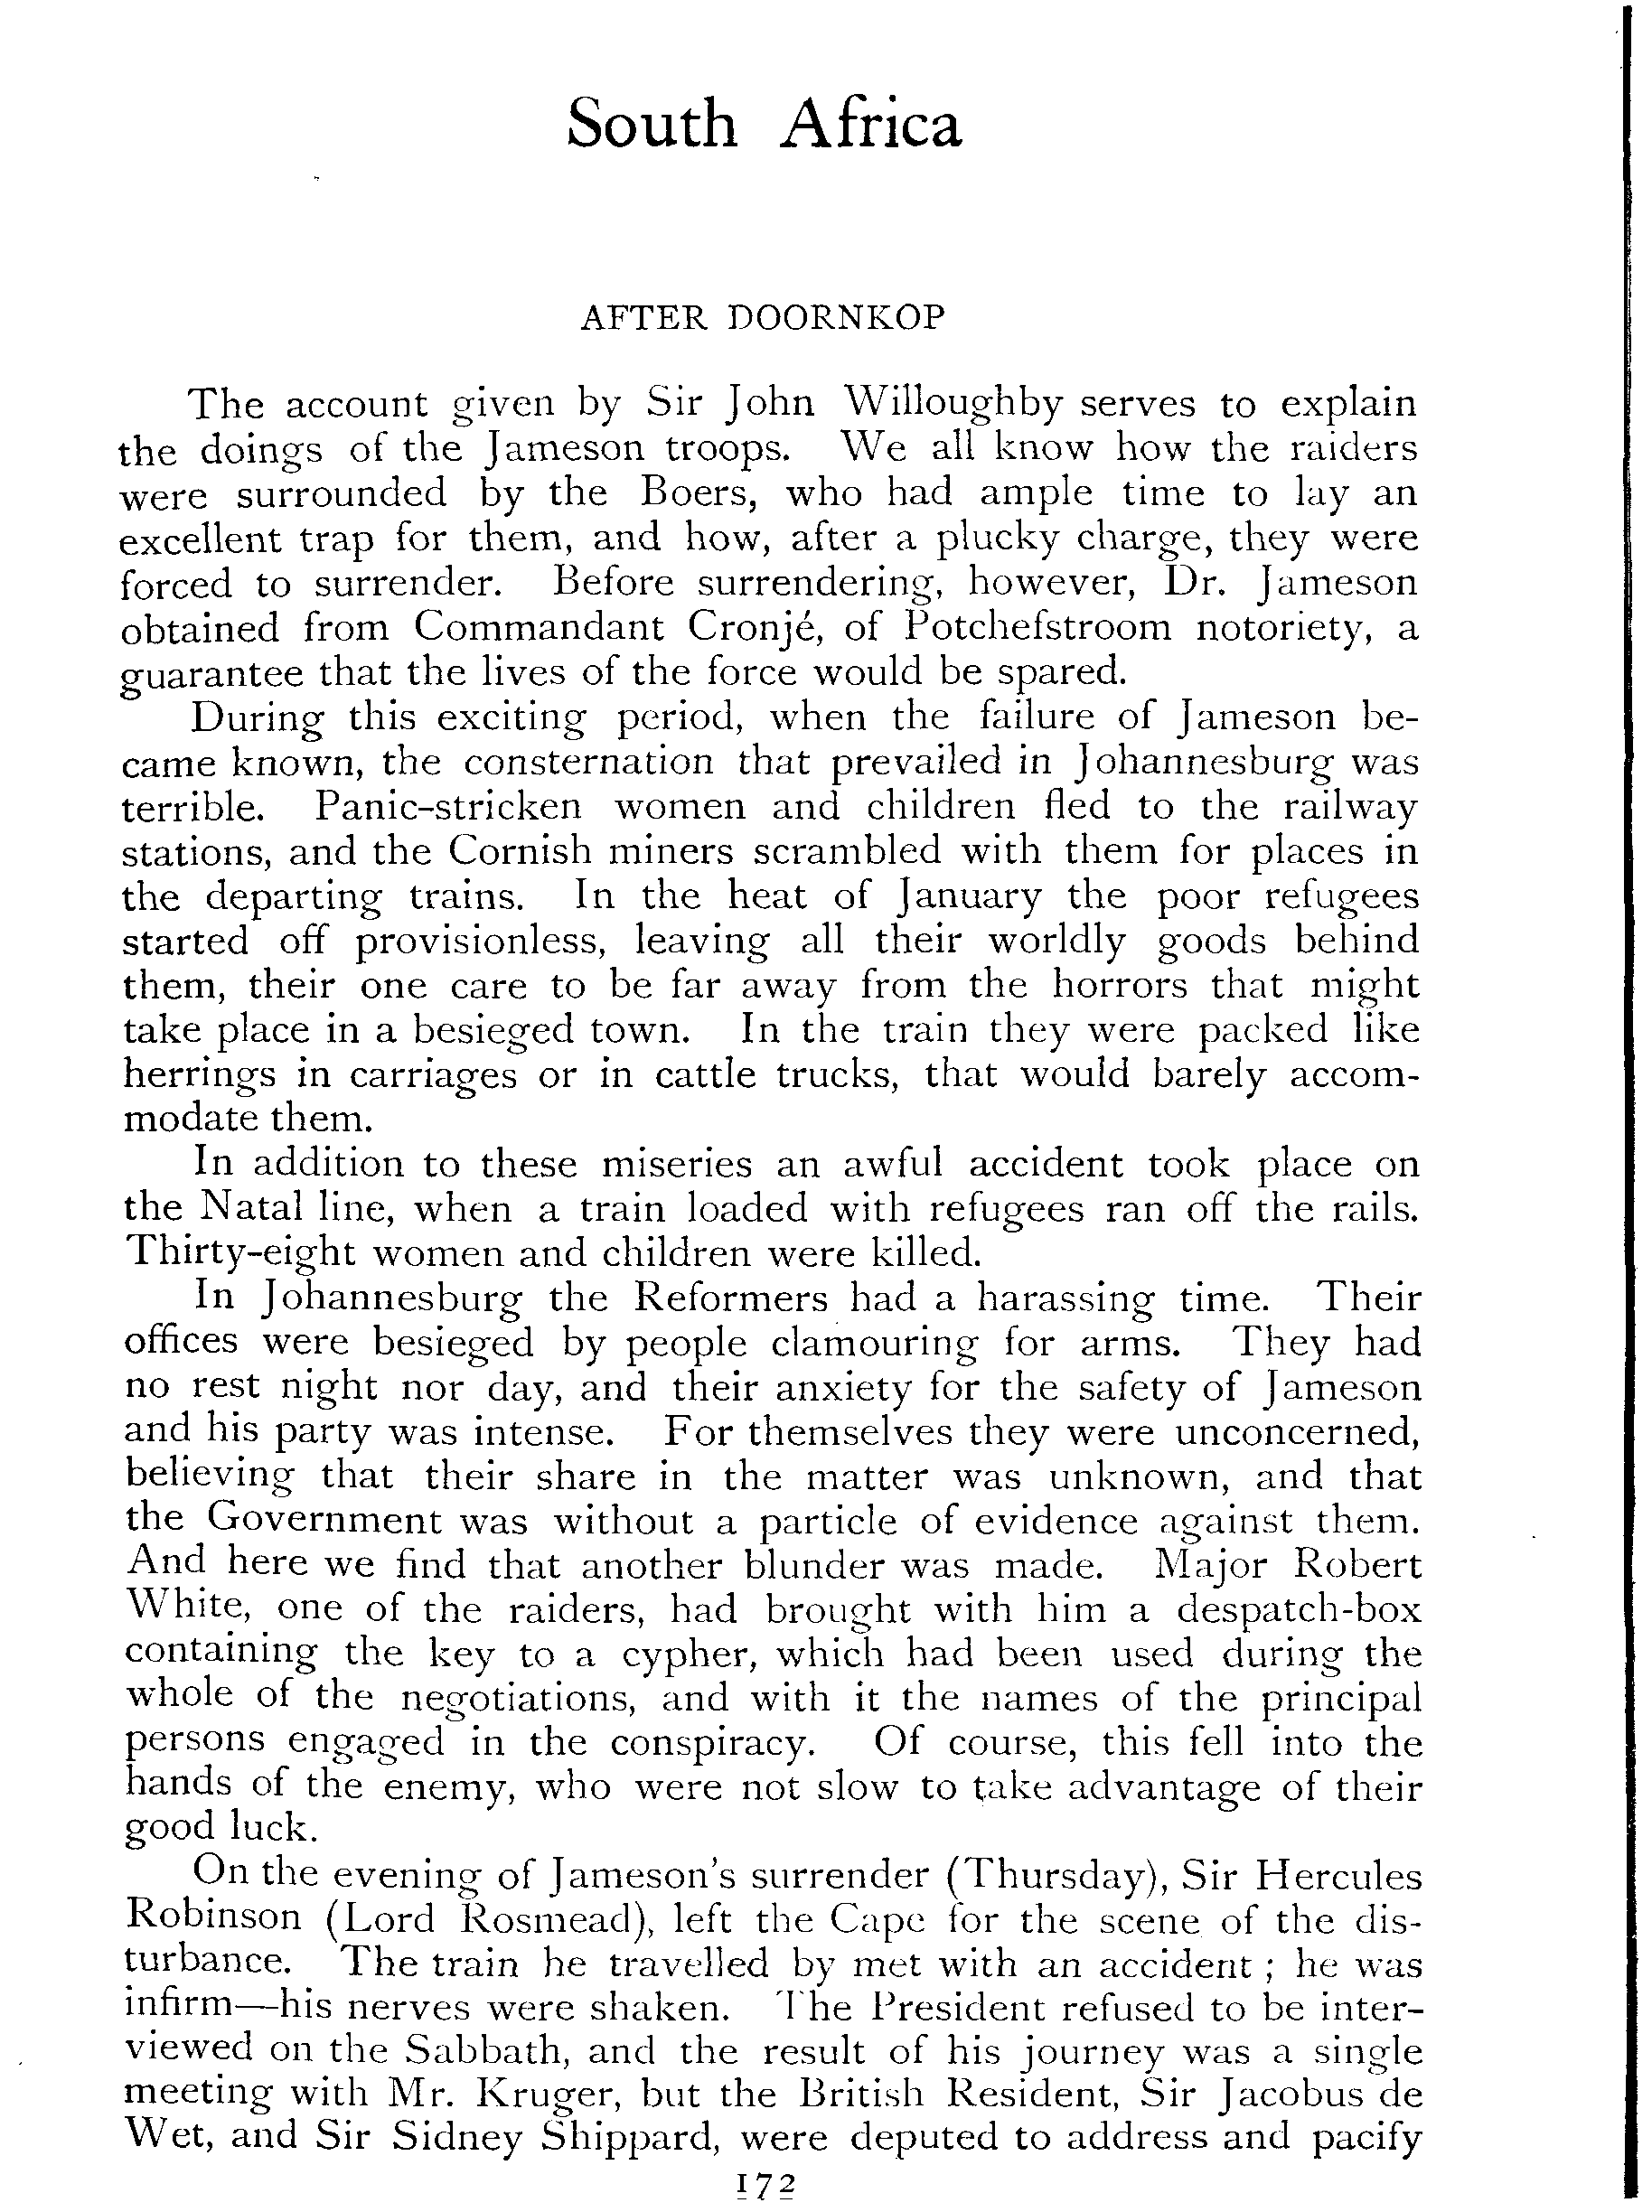 South Africa
AFTER DOORNKOP
The account given by Sir John Willoughby serves to explain
the doings of the Jameson troops. We all know how the raiders
were surrounded by the Boers, who had ample time to lay an
excellent trap for them, and how, after a plucky charge, they were
forced to surrender. Before surrendering, however, Dr. Jameson
obtained from Commandant Cronjé, of Potchefstroom notoriety, a
guarantee that the lives of the force would be spared.
During this exciting period, when the failure of Jameson be-
came known, the consternation that prevailed in Johannesburg was
terrible. Panic-stricken women and children fled to the railway
stations, and the Cornish miners scrambled with them for places in
the departing trains. In the heat of January the poor refugees
started off provisionless, leaving all their worldly goods behind
them, their one care to be far away from the horrors that might
take place in a besieged town. In the train they were packed like
herrings in carriages or in cattle trucks, that would barely accom-
modate them.
In addition to these miseries an awful accident took place on
the Natal line, when a train loaded with refugees ran off the rails.
Thirty-eight women and children were killed.
In Johannesburg the Reformers had a harassing time. Their
offices were besieged by people clamouring for arms. They had
no rest night nor day, and their anxiety for the safety of Jameson
and his party was intense. For themselves they were unconcerned,
believing that their share in the matter was unknown, and that
the Government was without a particle of evidence against them.
And here we find that another blunder was made. Major Robert
White, one of the raiders, had brought with him a despatch-box
containing the key to a cypher, which had been used during the
whole of the negotiations, and with it the names of the principal
persons engaged in the conspiracy. Of course, this fell into the
hands of the enemy, who were not slow to take advantage of their
good luck.
On the evening of Jameson's surrender (Thursday), Sir Hercules
Robinson (Lord Rosmead), left the Cape for the scene of the dis-
turbance. The train he travelled by met with an accident; he was
infirm—his nerves were shaken. The President refused to be inter-
viewed on the Sabbath, and the result of his journey was a single
meeting with Mr. Kruger, but the British Resident, Sir Jacobus de
Wet, and Sir Sidney Shippard, were deputed to address and pacify
172